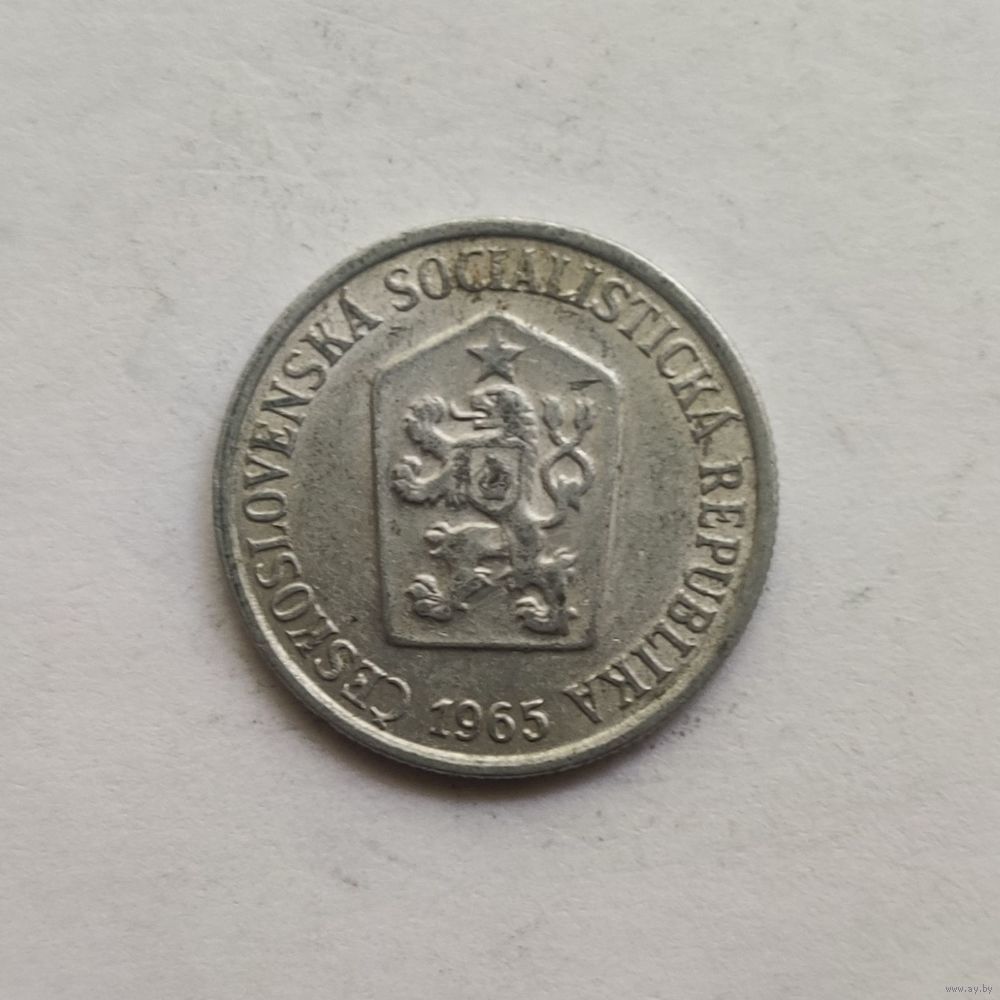 ČESKOSLOVENSKÁ SOCIALISTICKÁ REPUBLIKA
1965
www.ay.by